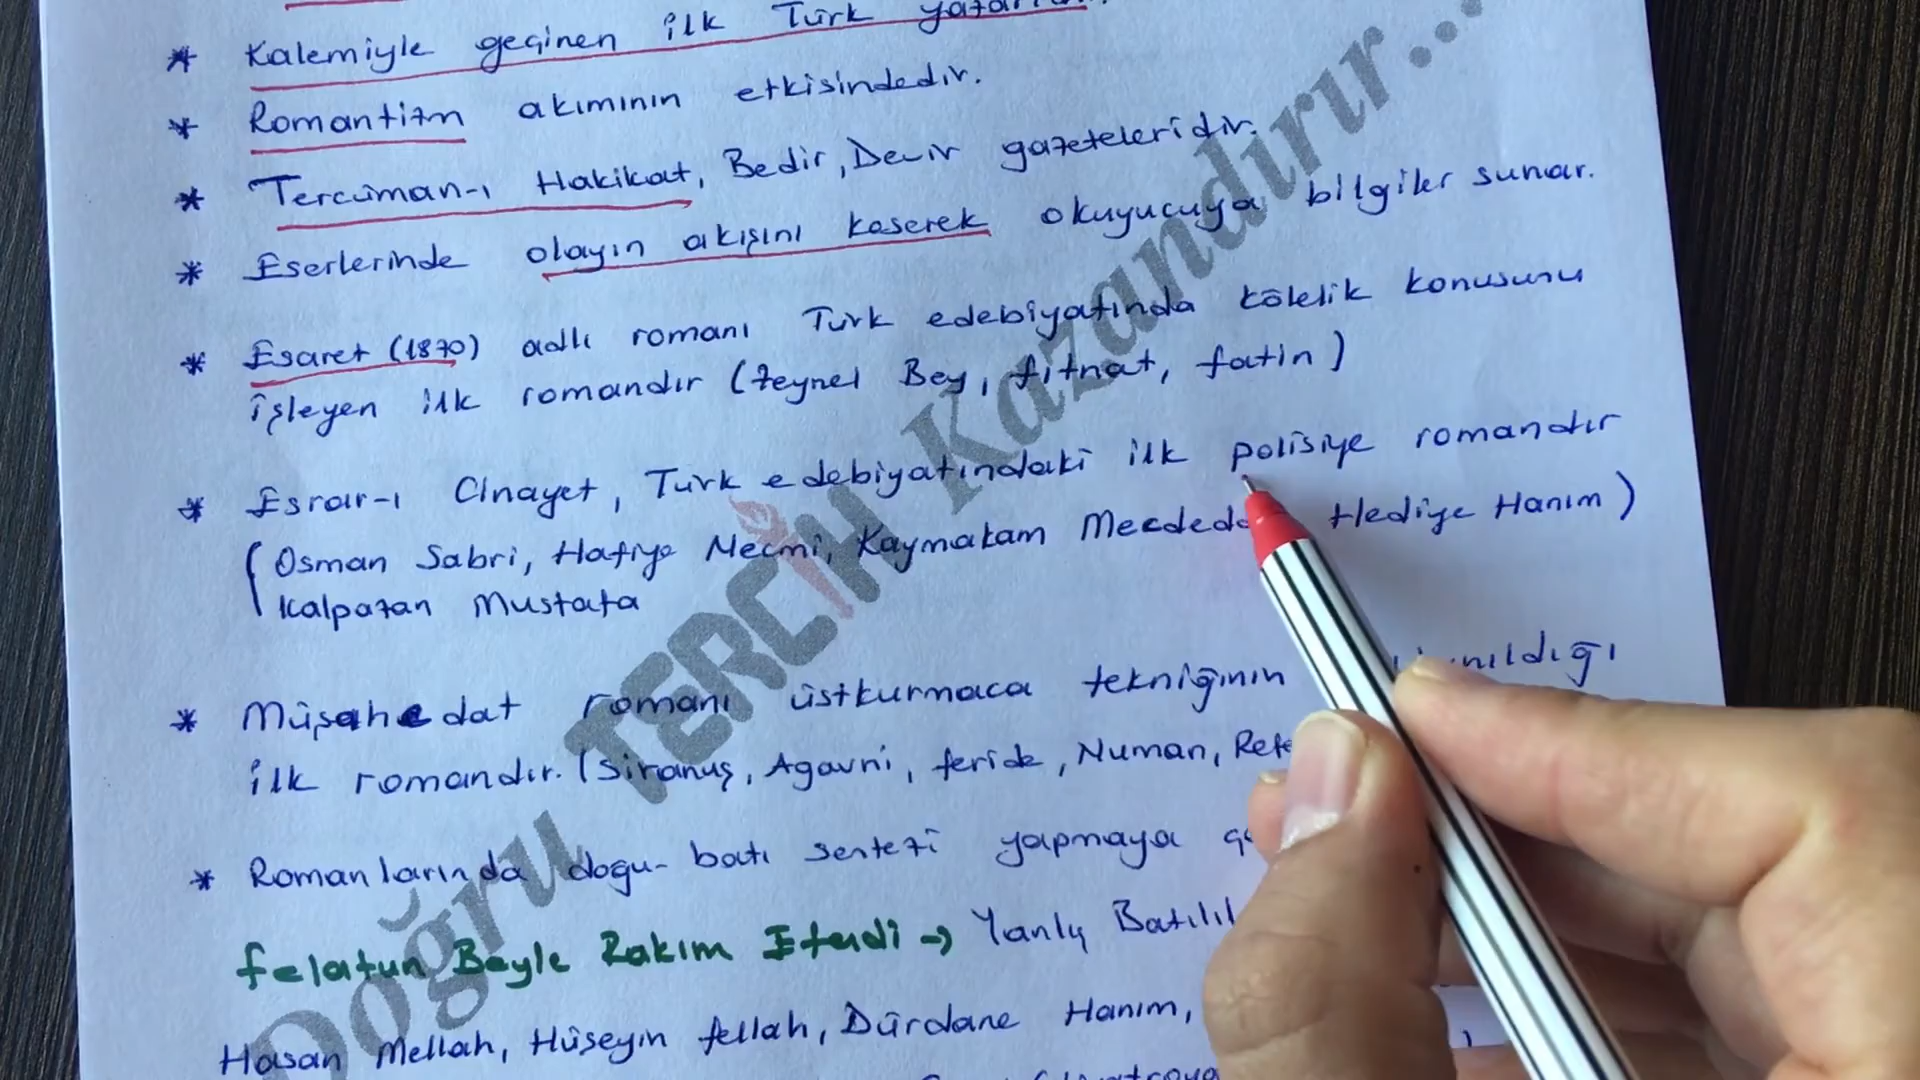 * Kalemiyle geçinen ilk Türk
* Romantizm akımının etkisindedir.
* Tercüman-ı Hakikat, Bedir, Devir gazeteleridir.
* Eserlerinde olayın akışını keserek okuyucuya bilgiler sunar.
* Esaret (1870) adlı romanı Türk edebiyatında kölelik konusunu
işleyen ilk romandır (Zeynel Bey, Fitnat, Fatin)
* Esrar-ı Cinayet, Türk edebiyatındaki ilk polisiye romandır
(Osman Sabri, Hafiye Necmi, Kaymakam Hediye Hanım)
Kalpazan Mustafa
* Müşahedat romanı üstkurmaca tekniğinin
ilk romandır. (Siranuş, Agavni, Feride, Numan,
* Romanlarında doğu-batı sentezi yapmaya
Felatun Beyle Rakım Efendi → Yanlış
Hasan Mellah, Hüseyin Fellah, Dürdane Hanım,
Doğru TERCİH Kazandırır...